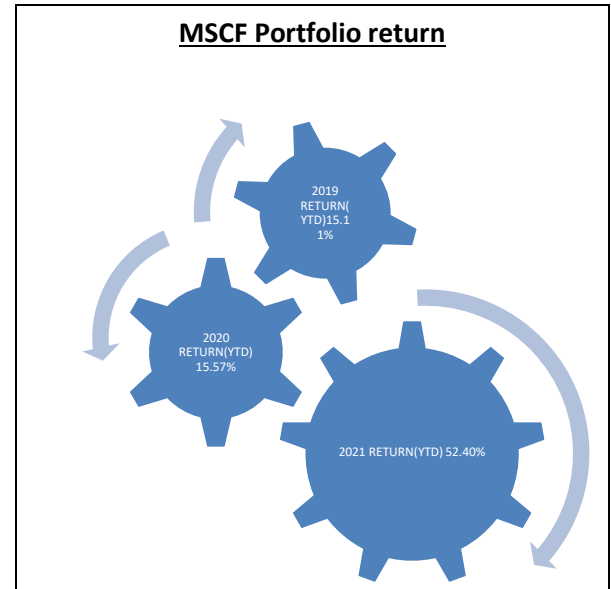 MSCF Portfolio return
2019
RETURN(
YTD)15.1
1%
2020
RETURN(YTD)
15.57%
2021 RETURN(YTD) 52.40%